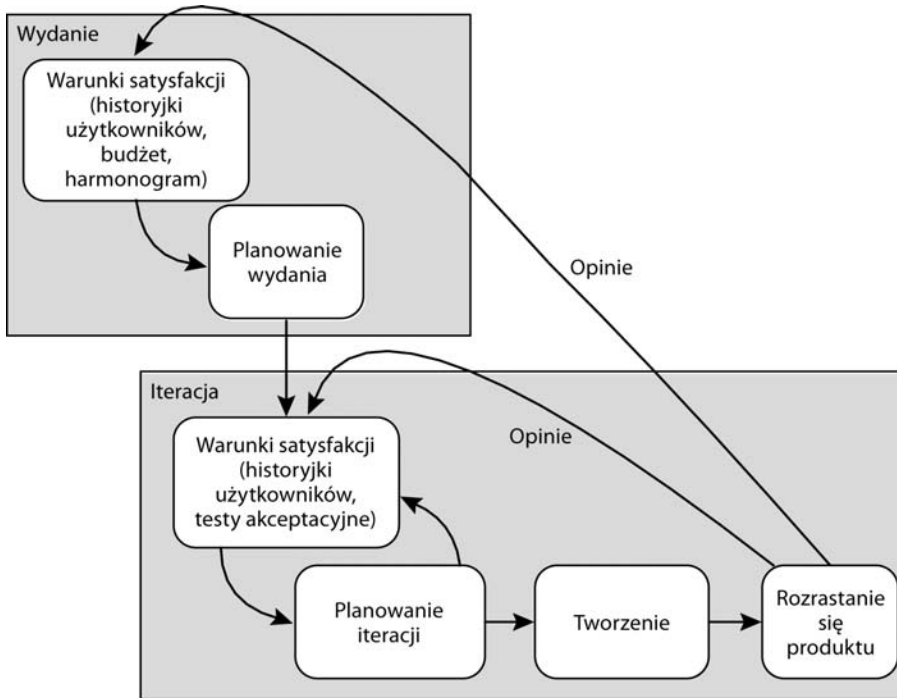 Wydanie
Warunki satysfakcji
(historyjki
użytkowników,
budżet,
harmonogram)
Planowanie
wydania
Opinie
Iteracja
Warunki satysfakcji
(historyjki
użytkowników,
testy akceptacyjne)
Opinie
Planowanie
iteracji
Tworzenie
Rozrastanie
się
produktu